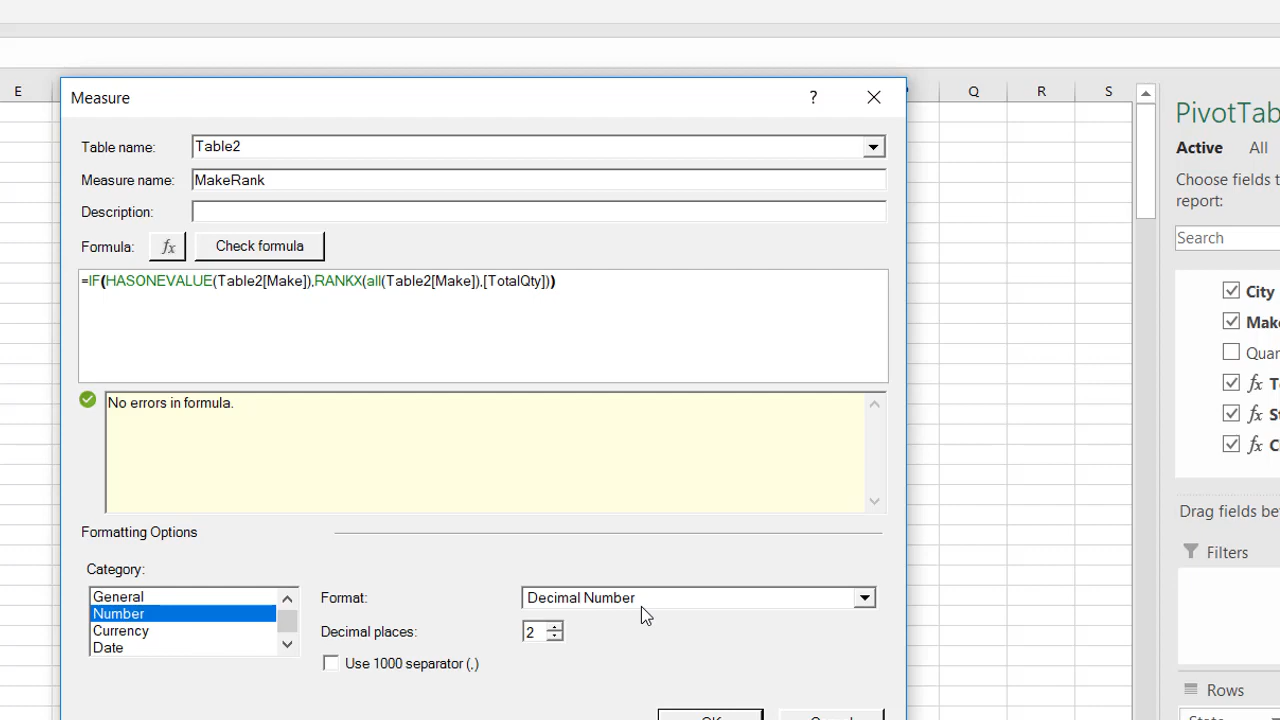 E
Q
R
S
Measure
?
Table name:
Table2
Measure name:
MakeRank
Description:
Formula:
fx
Check formula
=IF(HASONEVALUE(Table2[Make]),RANKX(all(Table2[Make]),[TotalQty]))
No errors in formula.
Formatting Options
Category:
General
Number
Currency
Date
Format:
Decimal Number
Decimal places:
2
Use 1000 separator (,)
PivotTab
Active
All
Choose fields t
report:
Search
City
Make
Quan
fx T
fx S
fx C
Drag fields be
Filters
Rows